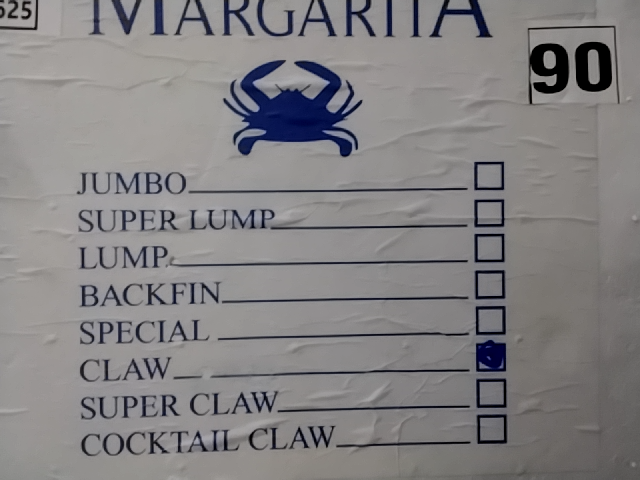 525
MARGARITA
90
JUMBO
SUPER LUMP
LUMP
BACKFIN
SPECIAL
CLAW
SUPER CLAW
COCKTAIL CLAW